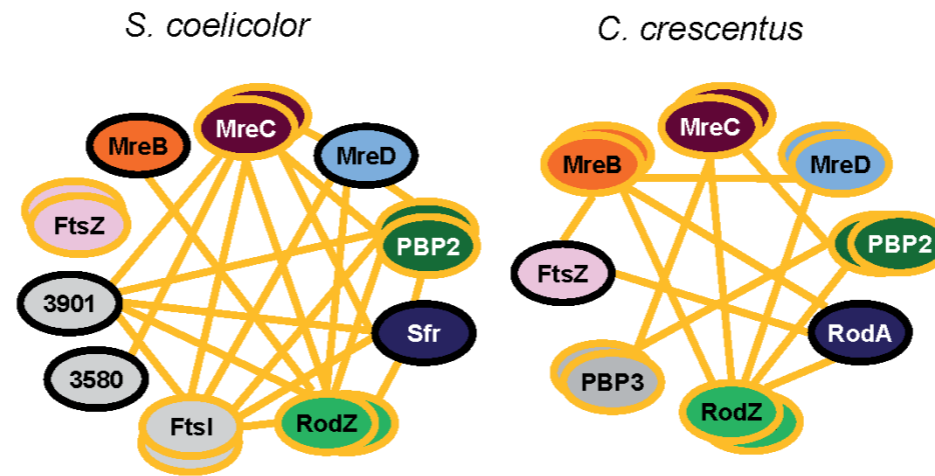 S. coelicolor
MreC
MreB
MreD
FtsZ
PBP2
3901
Sfr
3580
FtsI
RodZ
C. crescentus
MreC
MreB
MreD
PBP2
FtsZ
RodA
PBP3
RodZ